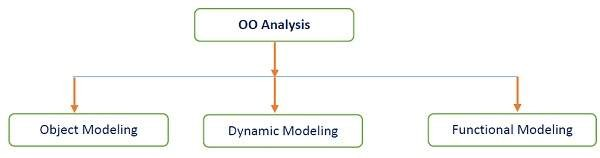 OO Analysis
Object Modeling
Dynamic Modeling
Functional Modeling